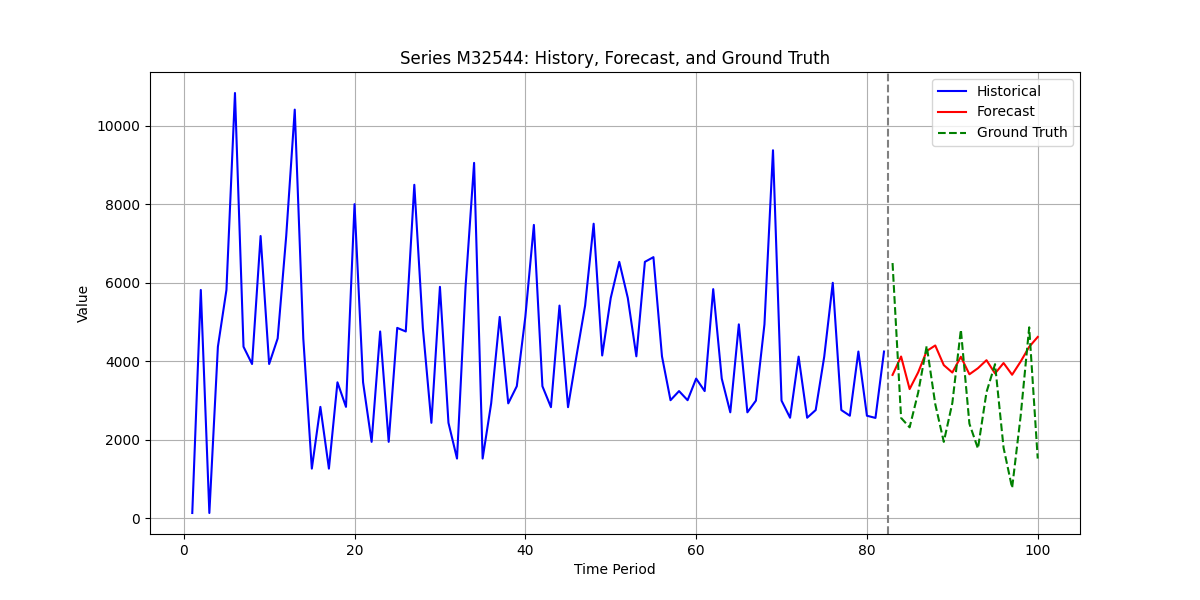 Series M32544: History, Forecast, and Ground Truth
Historical
Forecast
Ground Truth
10000
8000
6000
4000
2000
0
Value
0 20 40 60 80 100
Time Period